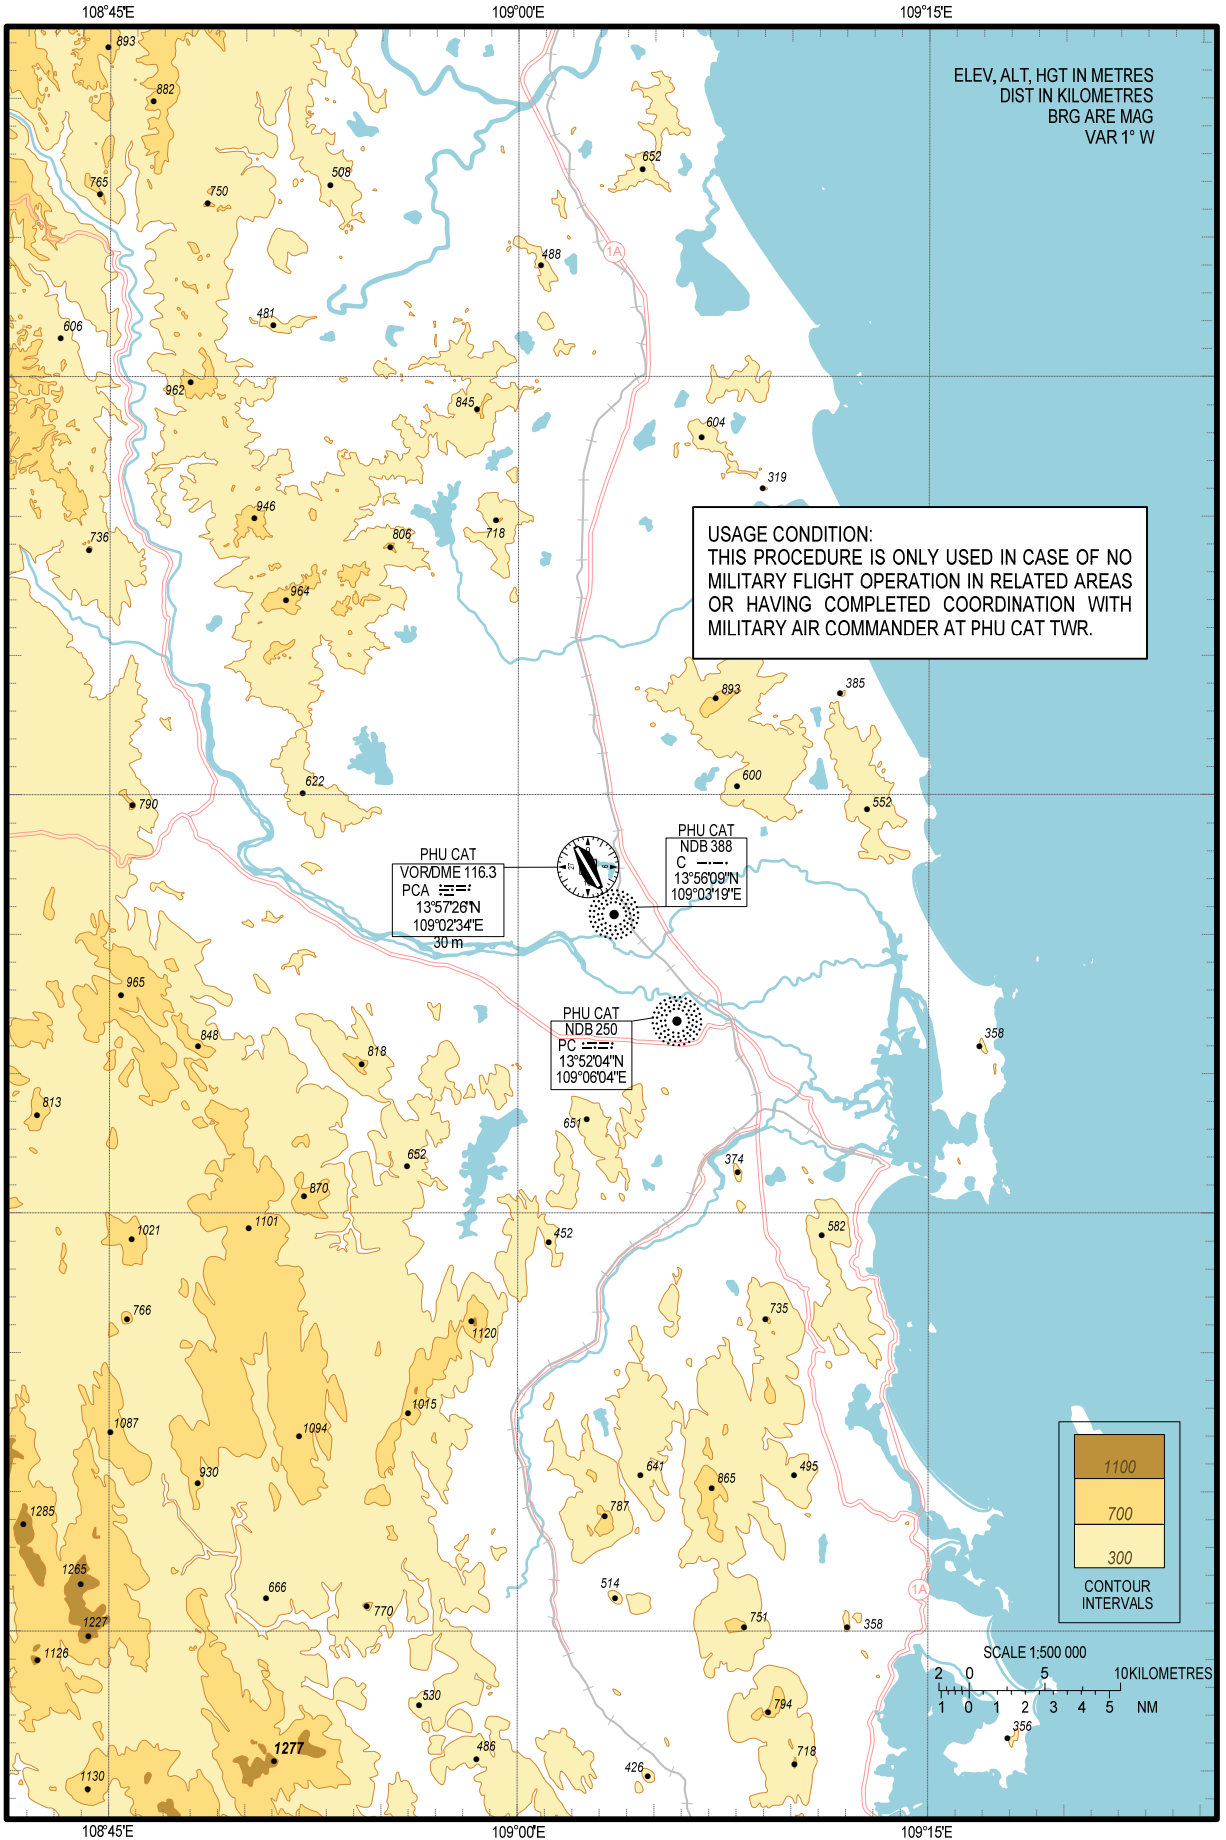 108°45'E
109°00'E
109°15'E
893
ELEV, ALT, HGT IN METRES
DIST IN KILOMETRES
BRG ARE MAG
VAR 1° W
882
652
765
750
508
1A
488
481
606
962
845
604
319
946
718
736
806
USAGE CONDITION:
THIS PROCEDURE IS ONLY USED IN CASE OF NO
MILITARY FLIGHT OPERATION IN RELATED AREAS
OR HAVING COMPLETED COORDINATION WITH
MILITARY AIR COMMANDER AT PHU CAT TWR.
964
893
385
622
600
790
552
PHU CAT
NDB 388
C
13°56'09"N
109°03'19"E
PHU CAT
VOR/DME 116.3
PCA
13°57'26"N
109°02'34"E
30 m
27
965
PHU CAT
NDB 250
PC
13°52'04"N
109°06'04"E
848
818
358
813
651
652
374
870
1101
1021
452
582
766
1120
735
1015
1087
1094
930
641
865
495
787
1285
1100
700
300
CONTOUR
INTERVALS
1265
666
770
514
1A
1227
751
358
1126
SCALE 1:500 000
2 0 5 10KILOMETRES
1 0 1 2 3 4 5 NM
530
794
356
1277
486
718
426
1130
108°45'E
109°00'E
109°15'E